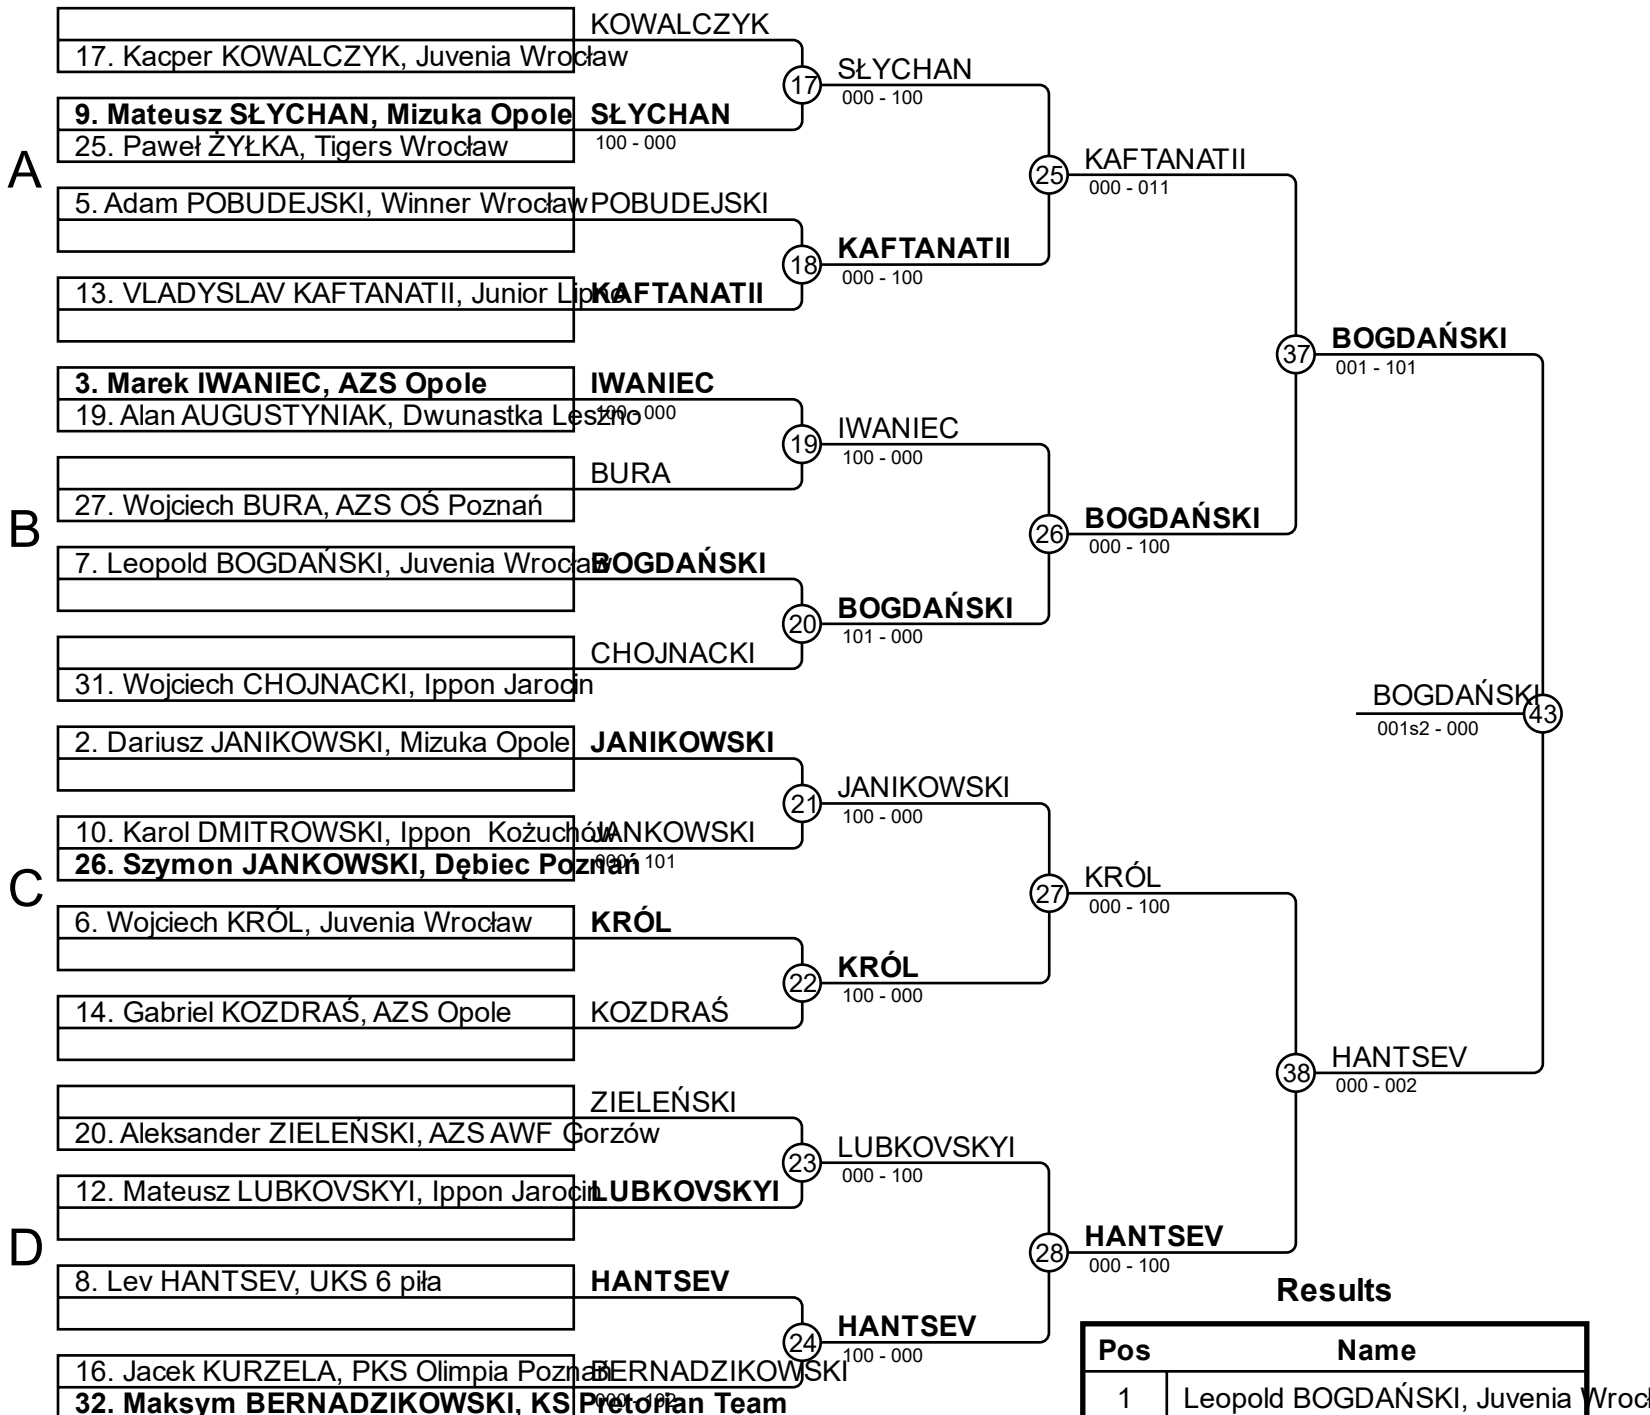 KOWALCZYK
17. Kacper KOWALCZYK, Juvenia Wrocław
17
SŁYCHAN
000 - 100
9. Mateusz SŁYCHAN, Mizuka Opole
SŁYCHAN
100 - 000
25. Paweł ŻYŁKA, Tigers Wrocław
A
25
KAFTANATII
000 - 011
5. Adam POBUDEJSKI, Winner Wrocław
POBUDEJSKI
18
KAFTANATII
000 - 100
13. VLADYSLAV KAFTANATII, Junior Lipno
KAFTANATII
37
BOGDAŃSKI
001 - 101
3. Marek IWANIEC, AZS Opole
IWANIEC
100 - 000
19. Alan AUGUSTYNIAK, Dwunastka Leszno
19
IWANIEC
100 - 000
BURA
27. Wojciech BURA, AZS OŚ Poznań
B
26
BOGDAŃSKI
000 - 100
7. Leopold BOGDAŃSKI, Juvenia Wrocław
BOGDAŃSKI
20
BOGDAŃSKI
101 - 000
CHOJNACKI
31. Wojciech CHOJNACKI, Ippon Jarocin
BOGDAŃSKI
43
001s2 - 000
2. Dariusz JANIKOWSKI, Mizuka Opole
JANIKOWSKI
21
JANIKOWSKI
100 - 000
10. Karol DMITROWSKI, Ippon  Kożuchów
JANKOWSKI
000 - 101
26. Szymon JANKOWSKI, Dębiec Poznań
C
27
KRÓL
000 - 100
6. Wojciech KRÓL, Juvenia Wrocław
KRÓL
22
KRÓL
100 - 000
14. Gabriel KOZDRAŚ, AZS Opole
KOZDRAŚ
38
HANTSEV
000 - 002
ZIELEŃSKI
20. Aleksander ZIELEŃSKI, AZS AWF Gorzów
23
LUBKOVSKYI
000 - 100
12. Mateusz LUBKOVSKYI, Ippon Jarocin
LUBKOVSKYI
D
28
HANTSEV
000 - 100
8. Lev HANTSEV, UKS 6 piła
HANTSEV
24
HANTSEV
100 - 000
16. Jacek KURZELA, PKS Olimpia Poznań
BERNADZIKOWSKI
32. Maksym BERNADZIKOWSKI, KS Pretorian Team
Results
Pos Name
1 Leopold BOGDAŃSKI, Juvenia